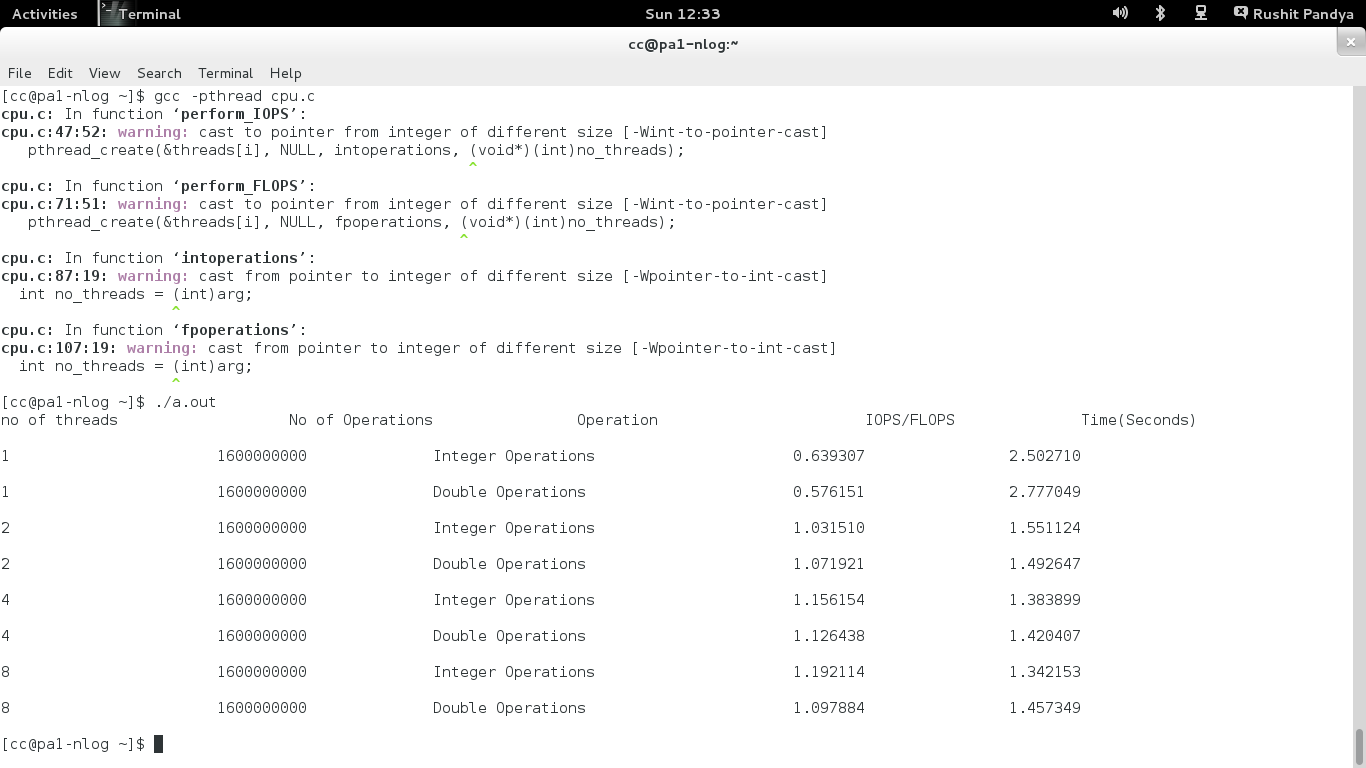 Activities Terminal Sun 12:33 Rushit Pandya
cc@pa1-nlog:~
File Edit View Search Terminal Help
[cc@pa1-nlog ~]$ gcc -pthread cpu.c
cpu.c: In function ‘perform_IOPS’:
cpu.c:47:52: warning: cast to pointer from integer of different size [-Wint-to-pointer-cast]
pthread_create(&threads[i], NULL, intoperations, (void*)(int)no_threads);
^
cpu.c: In function ‘perform_FLOPS’:
cpu.c:71:51: warning: cast to pointer from integer of different size [-Wint-to-pointer-cast]
pthread_create(&threads[i], NULL, fpoperations, (void*)(int)no_threads);
^
cpu.c: In function ‘intoperations’:
cpu.c:87:19: warning: cast from pointer to integer of different size [-Wpointer-to-int-cast]
int no_threads = (int)arg;
^
cpu.c: In function ‘fpoperations’:
cpu.c:107:19: warning: cast from pointer to integer of different size [-Wpointer-to-int-cast]
int no_threads = (int)arg;
^
[cc@pa1-nlog ~]$ ./a.out
no of threads No of Operations Operation IOPS/FLOPS Time(Seconds)
1 1600000000 Integer Operations 0.639307 2.502710
1 1600000000 Double Operations 0.576151 2.777049
2 1600000000 Integer Operations 1.031510 1.551124
2 1600000000 Double Operations 1.071921 1.492647
4 1600000000 Integer Operations 1.156154 1.383899
4 1600000000 Double Operations 1.126438 1.420407
8 1600000000 Integer Operations 1.192114 1.342153
8 1600000000 Double Operations 1.097884 1.457349
[cc@pa1-nlog ~]$